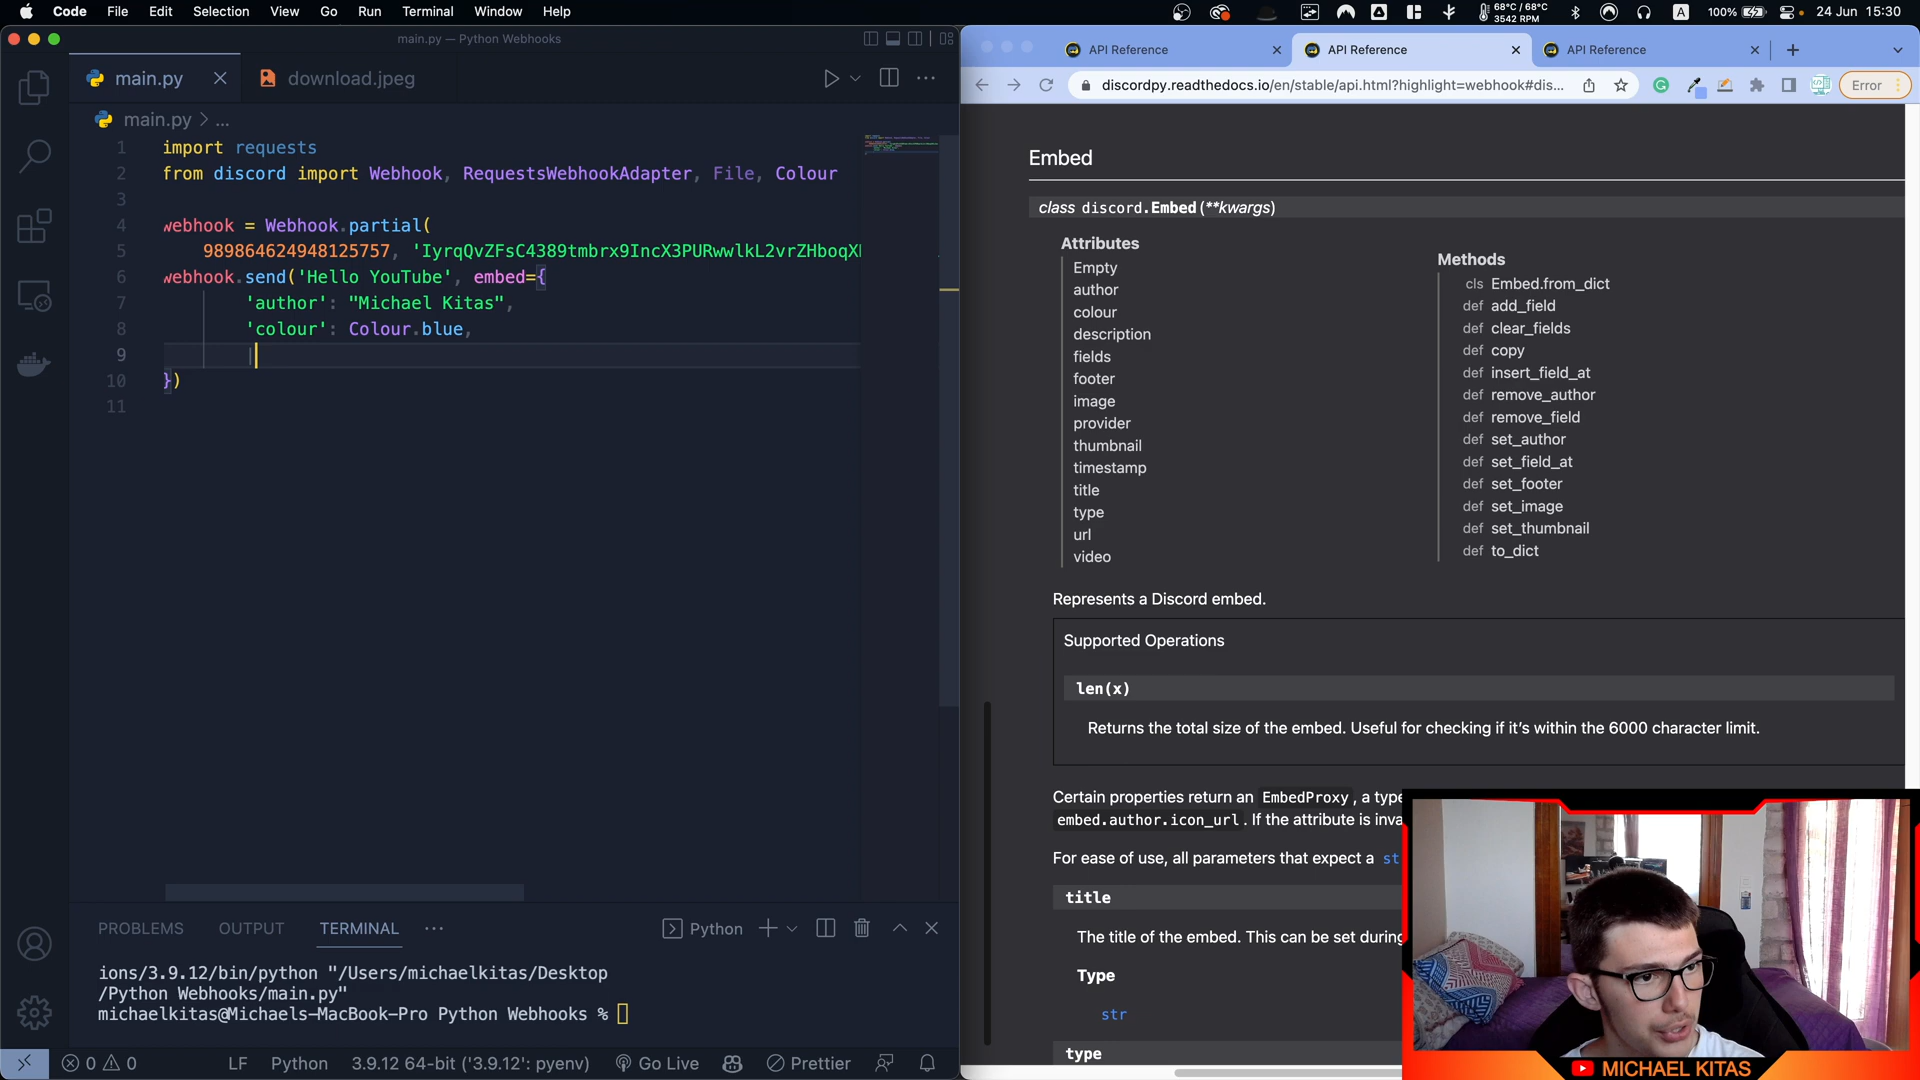 Code File Edit Selection View Go Run Terminal Window Help
68°C / 68°C
3542 RPM
A
100%
24 Jun 15:30
main.py — Python Webhooks
main.py
download.jpeg
main.py > ...
1 import requests
2 from discord import Webhook, RequestsWebhookAdapter, File, Colour
3
4 webhook = Webhook.partial(
5 989864624948125757, 'IyrqQvZFsC4389tmbrx9IncX3PURwwlkL2vrZHboqX
6 webhook.send('Hello YouTube', embed={
7 'author': "Michael Kitas",
8 'colour': Colour.blue,
9
10 })
11
PROBLEMS OUTPUT TERMINAL ...
Python
ions/3.9.12/bin/python "/Users/michaelkitas/Desktop
/Python Webhooks/main.py"
michaelkitas@Michaels-MacBook-Pro Python Webhooks %
0 0 LF Python 3.9.12 64-bit ('3.9.12': pyenv) Go Live Prettier
API Reference
API Reference
API Reference
discordpy.readthedocs.io/en/stable/api.html?highlight=webhook#dis...
Error
Embed
class discord.Embed(**kwargs)
Attributes
Empty
author
colour
description
fields
footer
image
provider
thumbnail
timestamp
title
type
url
video
Methods
cls Embed.from_dict
def add_field
def clear_fields
def copy
def insert_field_at
def remove_author
def remove_field
def set_author
def set_field_at
def set_footer
def set_image
def set_thumbnail
def to_dict
Represents a Discord embed.
Supported Operations
len(x)
Returns the total size of the embed. Useful for checking if it's within the 6000 character limit.
Certain properties return an EmbedProxy, a type
embed.author.icon_url. If the attribute is inva
For ease of use, all parameters that expect a st
title
The title of the embed. This can be set during
Type
str
type
MICHAEL KITAS